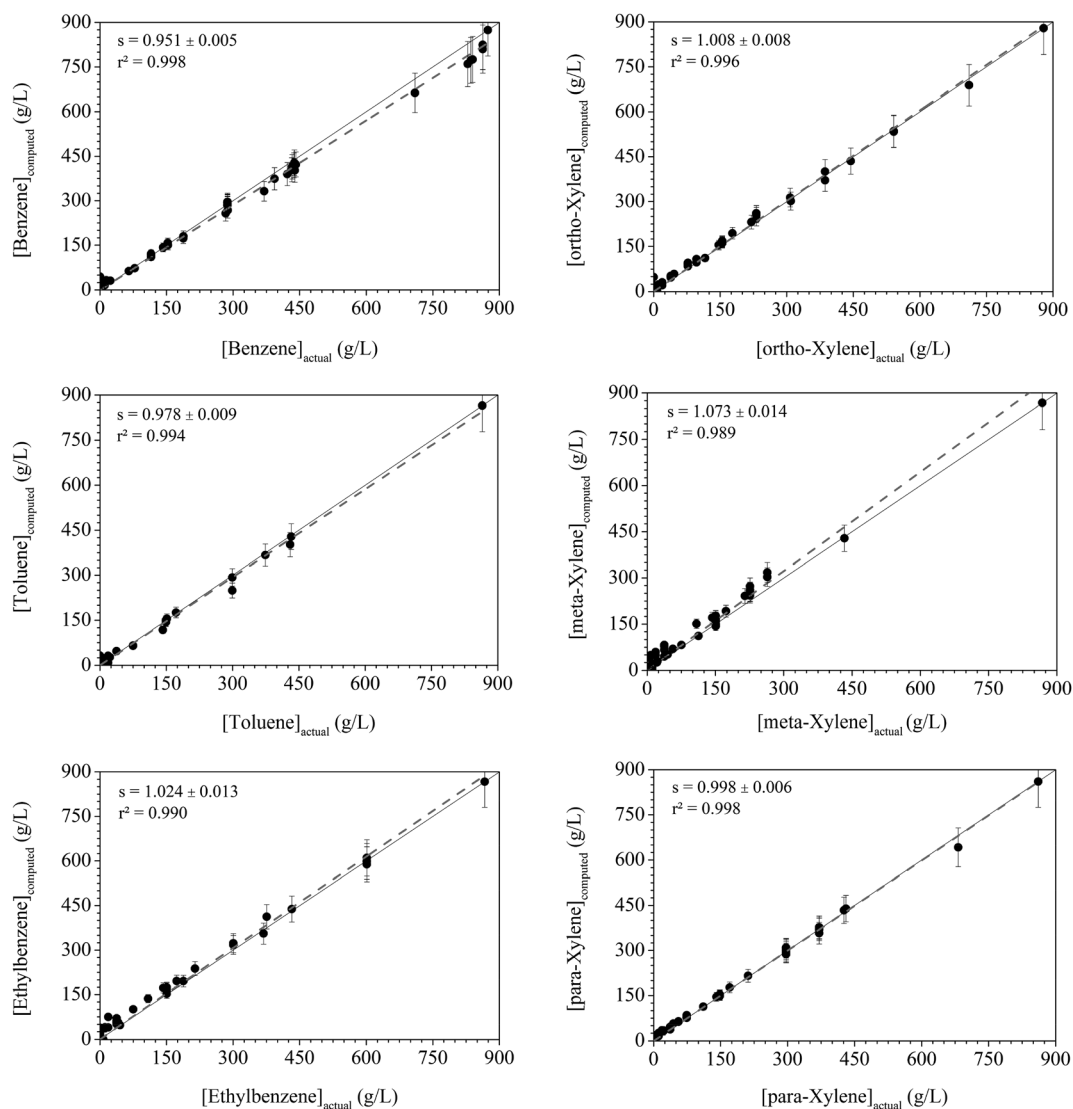 900
750
600
450
300
150
0
[Benzene]computed (g/L)
s = 0.951 ± 0.005
r² = 0.998
0 150 300 450 600 750 900
[Benzene]actual (g/L)
900
750
600
450
300
150
0
[ortho-Xylene]computed (g/L)
s = 1.008 ± 0.008
r² = 0.996
0 150 300 450 600 750 900
[ortho-Xylene]actual (g/L)
900
750
600
450
300
150
0
[Toluene]computed (g/L)
s = 0.978 ± 0.009
r² = 0.994
0 150 300 450 600 750 900
[Toluene]actual (g/L)
900
750
600
450
300
150
0
[meta-Xylene]computed (g/L)
s = 1.073 ± 0.014
r² = 0.989
0 150 300 450 600 750 900
[meta-Xylene]actual (g/L)
900
750
600
450
300
150
0
[Ethylbenzene]computed (g/L)
s = 1.024 ± 0.013
r² = 0.990
0 150 300 450 600 750 900
[Ethylbenzene]actual (g/L)
900
750
600
450
300
150
0
[para-Xylene]computed (g/L)
s = 0.998 ± 0.006
r² = 0.998
0 150 300 450 600 750 900
[para-Xylene]actual (g/L)